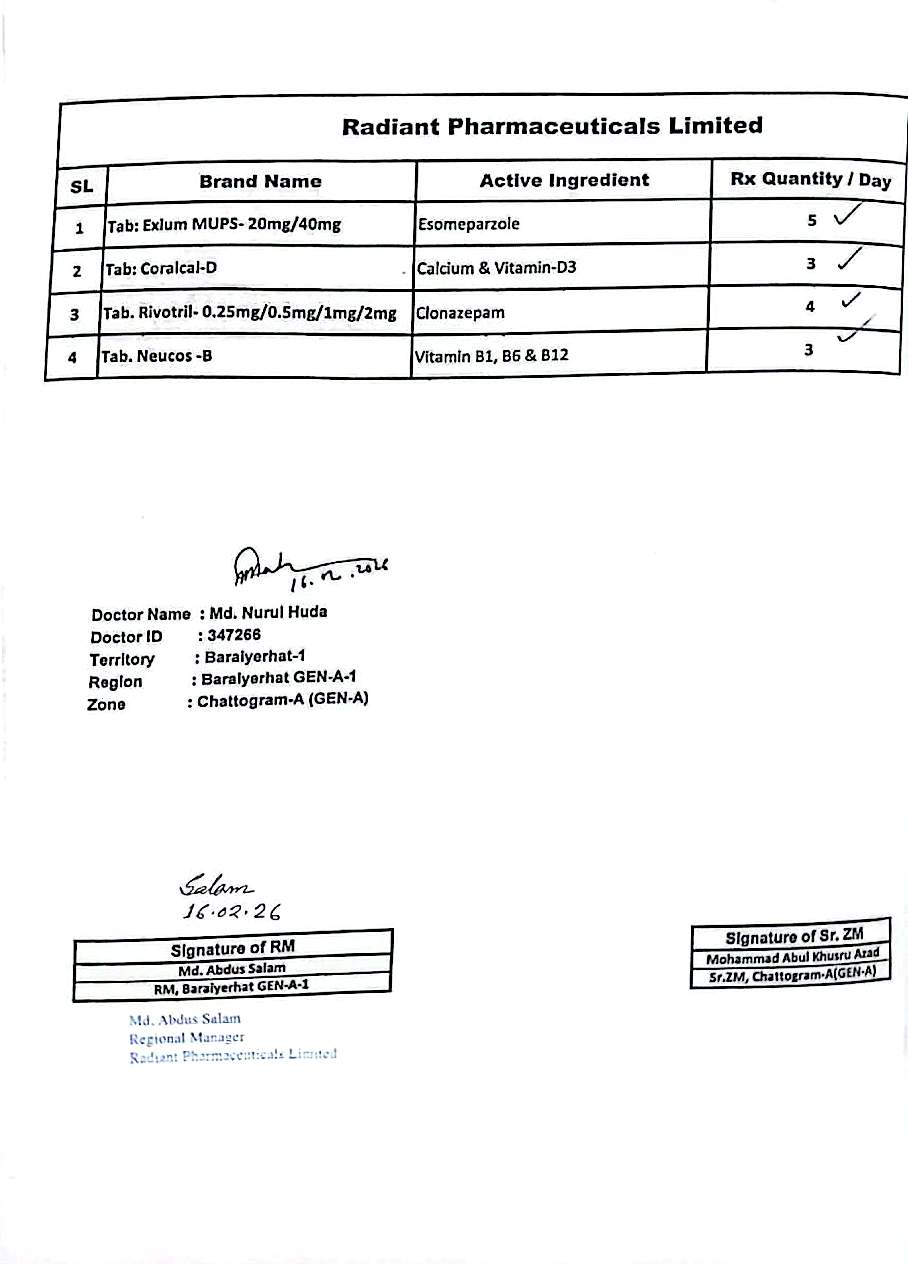 Radiant Pharmaceuticals Limited
SL Brand Name Active Ingredient Rx Quantity / Day
1 Tab: Exium MUPS- 20mg/40mg Esomeparzole 5 ✓
2 Tab: Coralcal-D Calcium & Vitamin-D3 3 ✓
3 Tab. Rivotril- 0.25mg/0.5mg/1mg/2mg Clonazepam 4 ✓
4 Tab. Neucos -B Vitamin B1, B6 & B12 3 ✓
16.02.2026
Doctor Name : Md. Nurul Huda
Doctor ID : 347266
Territory : Baraiyerhat-1
Region : Baraiyerhat GEN-A-1
Zone : Chattogram-A (GEN-A)
Salam
16.02.26
Signature of RM
Md. Abdus Salam
RM, Baraiyerhat GEN-A-1
Signature of Sr. ZM
Mohammad Abul Khusru Azad
Sr.ZM, Chattogram-A(GEN-A)
Md. Abdus Salam
Regional Manager
Radiant Pharmaceuticals Limited